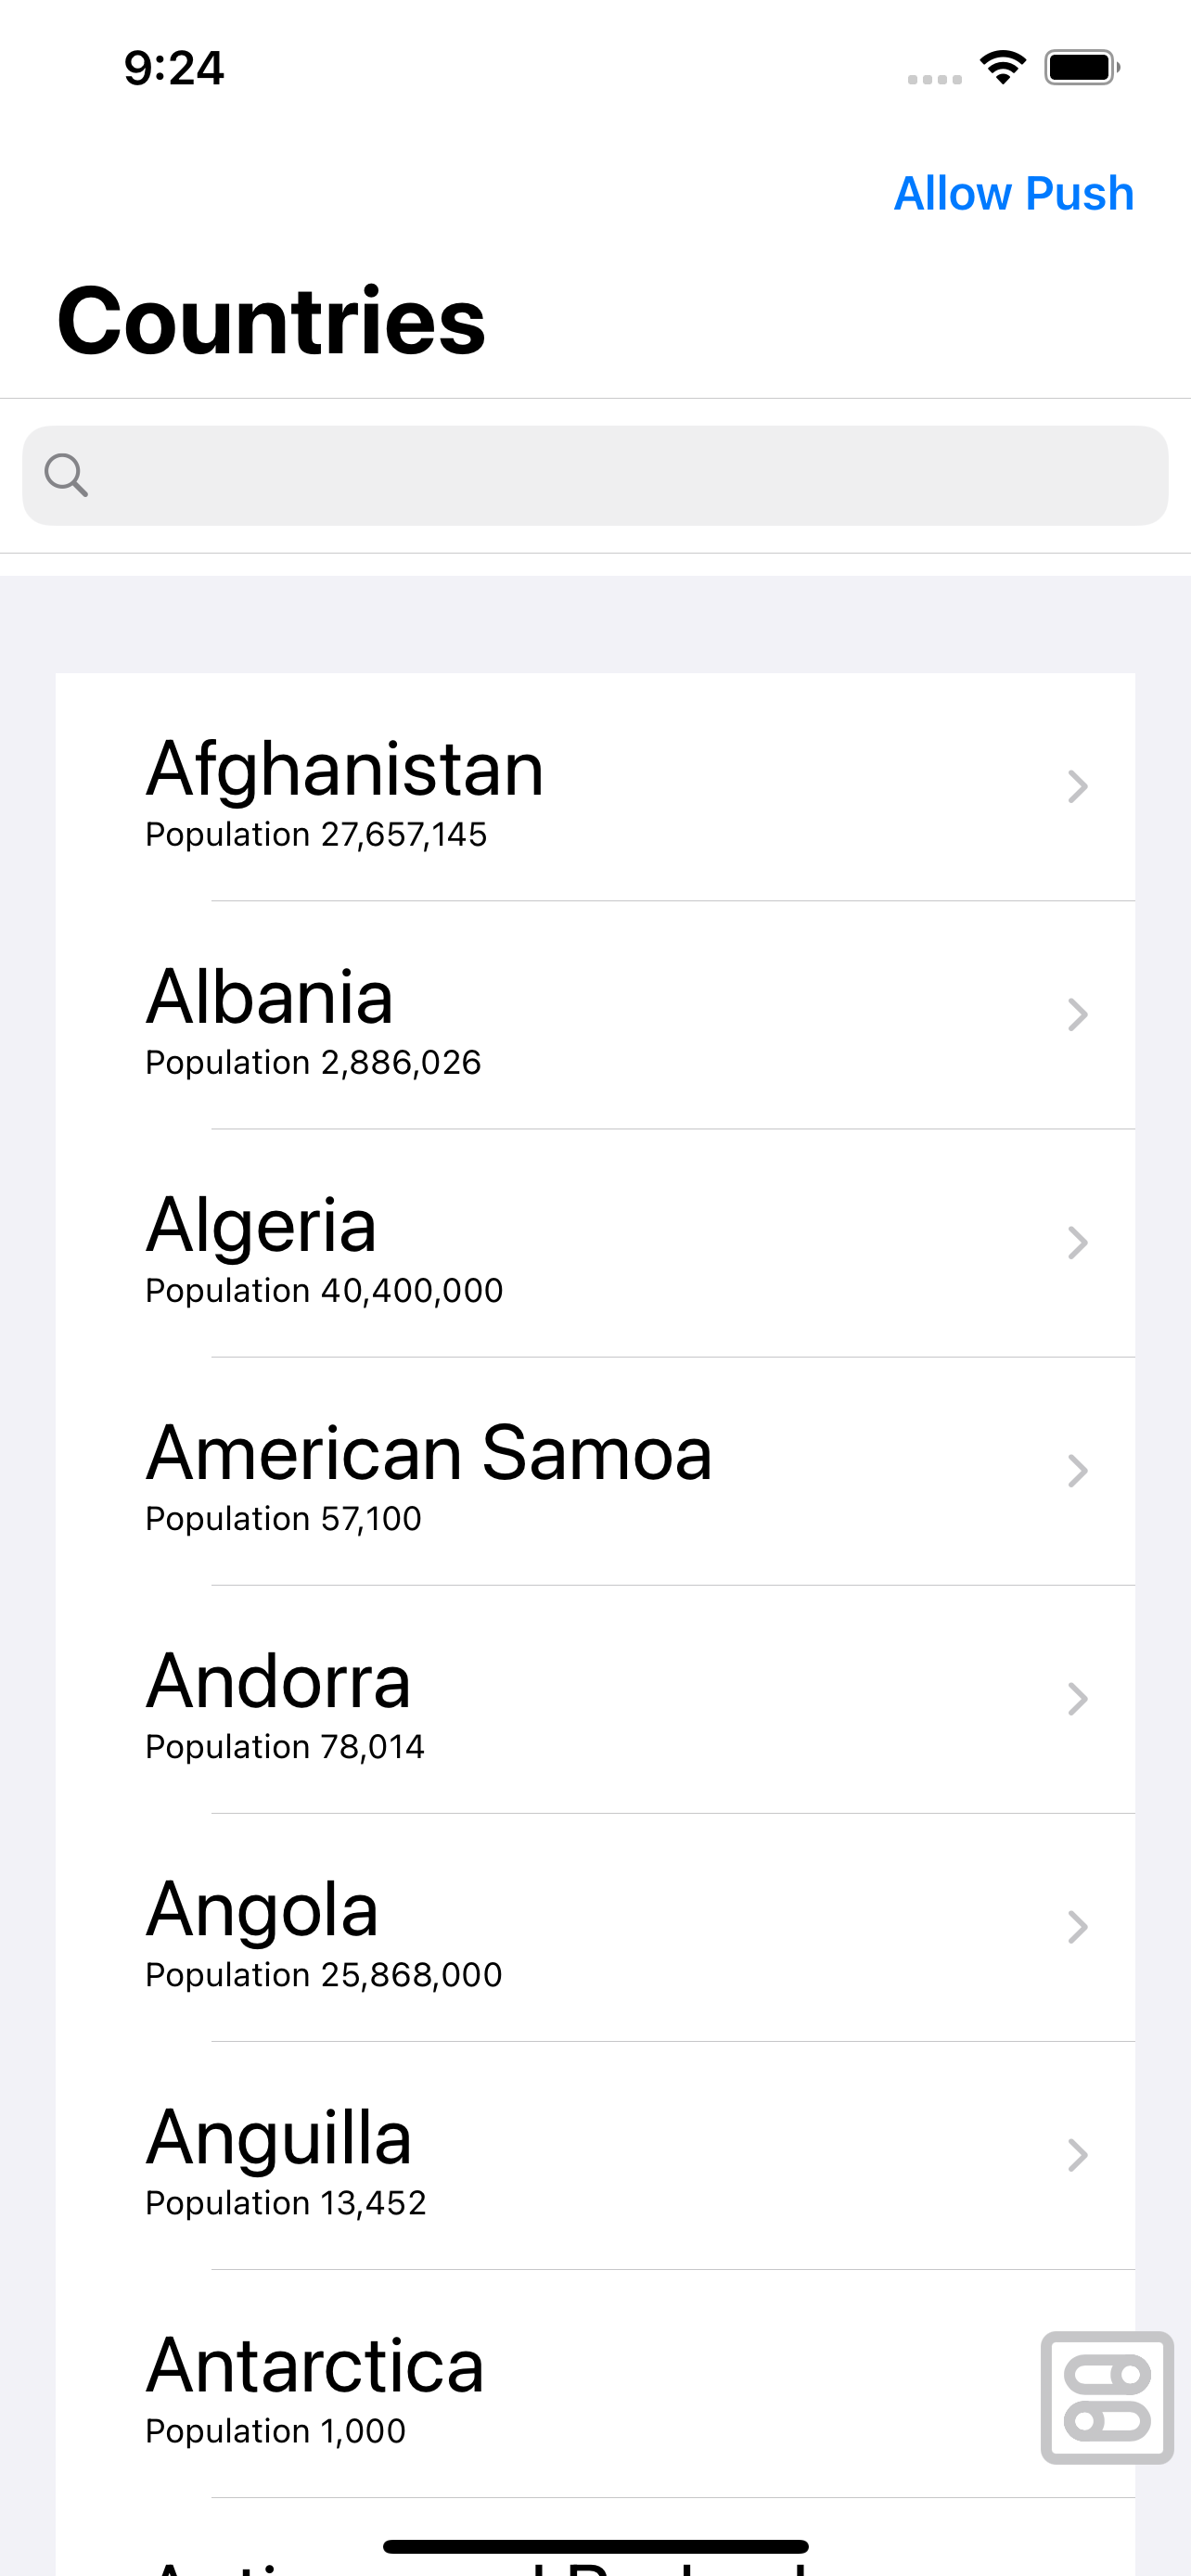 9:24
Allow Push
Countries
Afghanistan
Population 27,657,145
Albania
Population 2,886,026
Algeria
Population 40,400,000
American Samoa
Population 57,100
Andorra
Population 78,014
Angola
Population 25,868,000
Anguilla
Population 13,452
Antarctica
Population 1,000